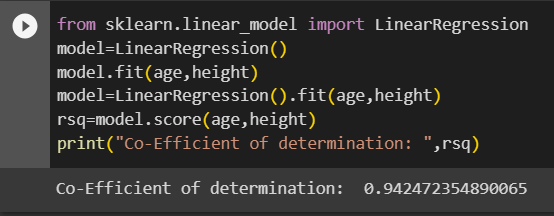 from sklearn.linear_model import LinearRegression
model=LinearRegression()
model.fit(age,height)
model=LinearRegression().fit(age,height)
rsq=model.score(age,height)
print("Co-Efficient of determination: ",rsq)
Co-Efficient of determination:  0.942472354890065